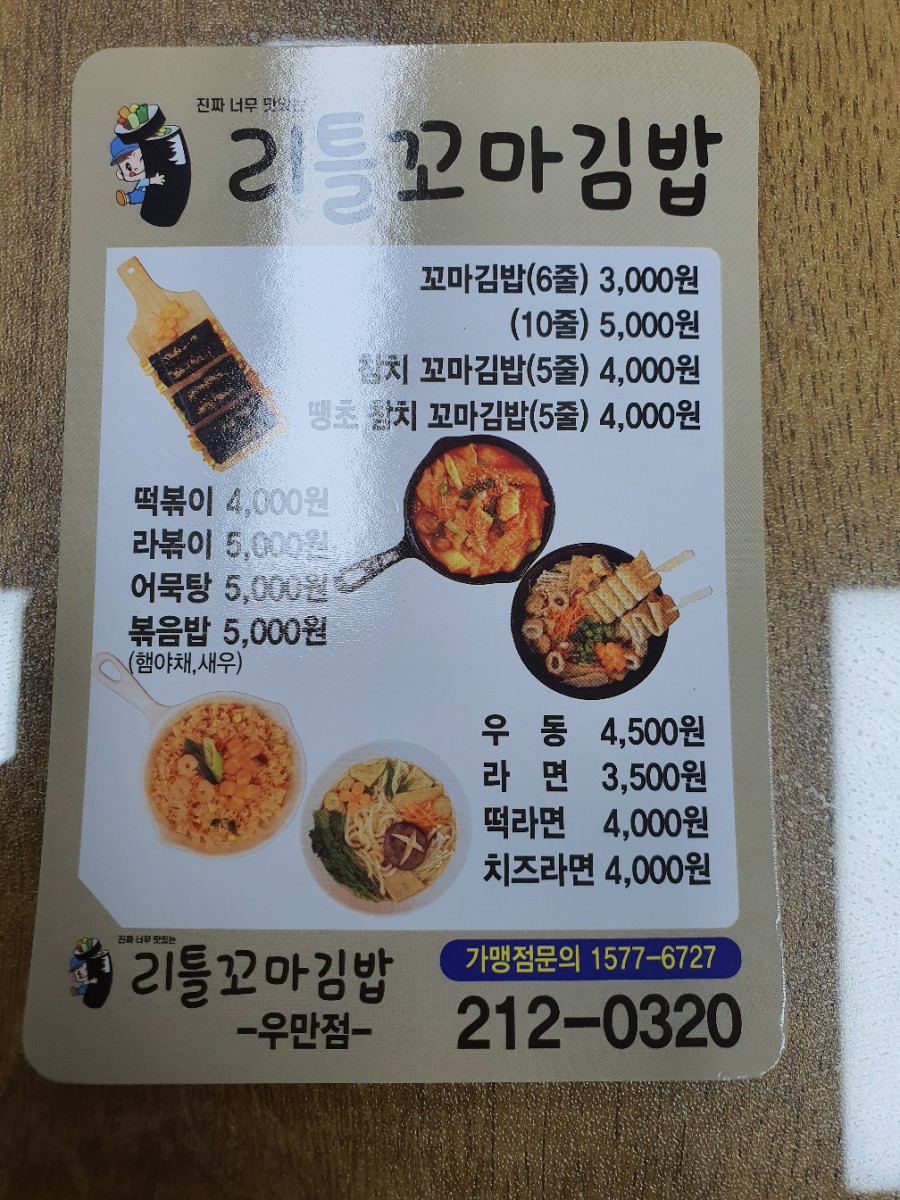 진짜 너무 맛있는
리틀꼬마김밥
꼬마김밥(6줄) 3,000원
(10줄) 5,000원
참치 꼬마김밥(5줄) 4,000원
땡초 참치 꼬마김밥(5줄) 4,000원
떡볶이 4,000원
라볶이 5,000원
어묵탕 5,000원
볶음밥 5,000원
(햄야채,새우)
우 동 4,500원
라 면 3,500원
떡라면 4,000원
치즈라면 4,000원
진짜 너무 맛있는
리틀꼬마김밥
-우만점-
가맹점문의 1577-6727
212-0320